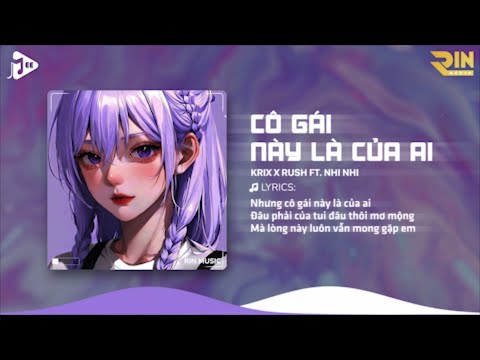 EE
RIN
MEDIA
CÔ GÁI
NÀY LÀ CỦA AI
KRIX X RUSH FT. NHI NHI
LYRICS:
Nhưng cô gái này là của ai
Đâu phải của tui đâu thôi mơ mộng
Mà lòng này luôn vẫn mong gặp em
RIN MUSIC